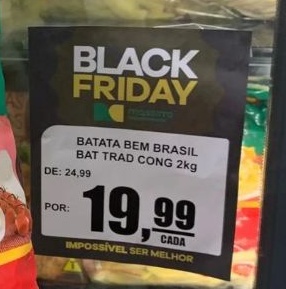 BLACK
FRIDAY
BATATA BEM BRASIL
BAT TRAD CONG 2kg
DE: 24,99
POR: 19,99
CADA
IMPOSSÍVEL SER MELHOR